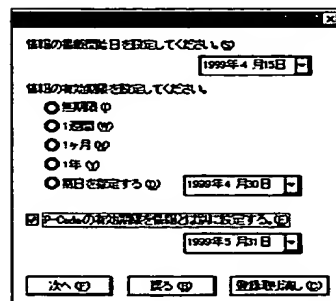 情報の掲載開始日を設定してください。(S)
1999年4月15日
情報の有効期限を設定してください。
無期限(I)
1週間(W)
1ヶ月(M)
1年(Y)
期日を指定する(D) 1999年4月30日
P-Codeの有効期限を情報とは別に設定する。(E)
1999年5月31日
次へ(F) 戻る(B) 登録取消し(C)